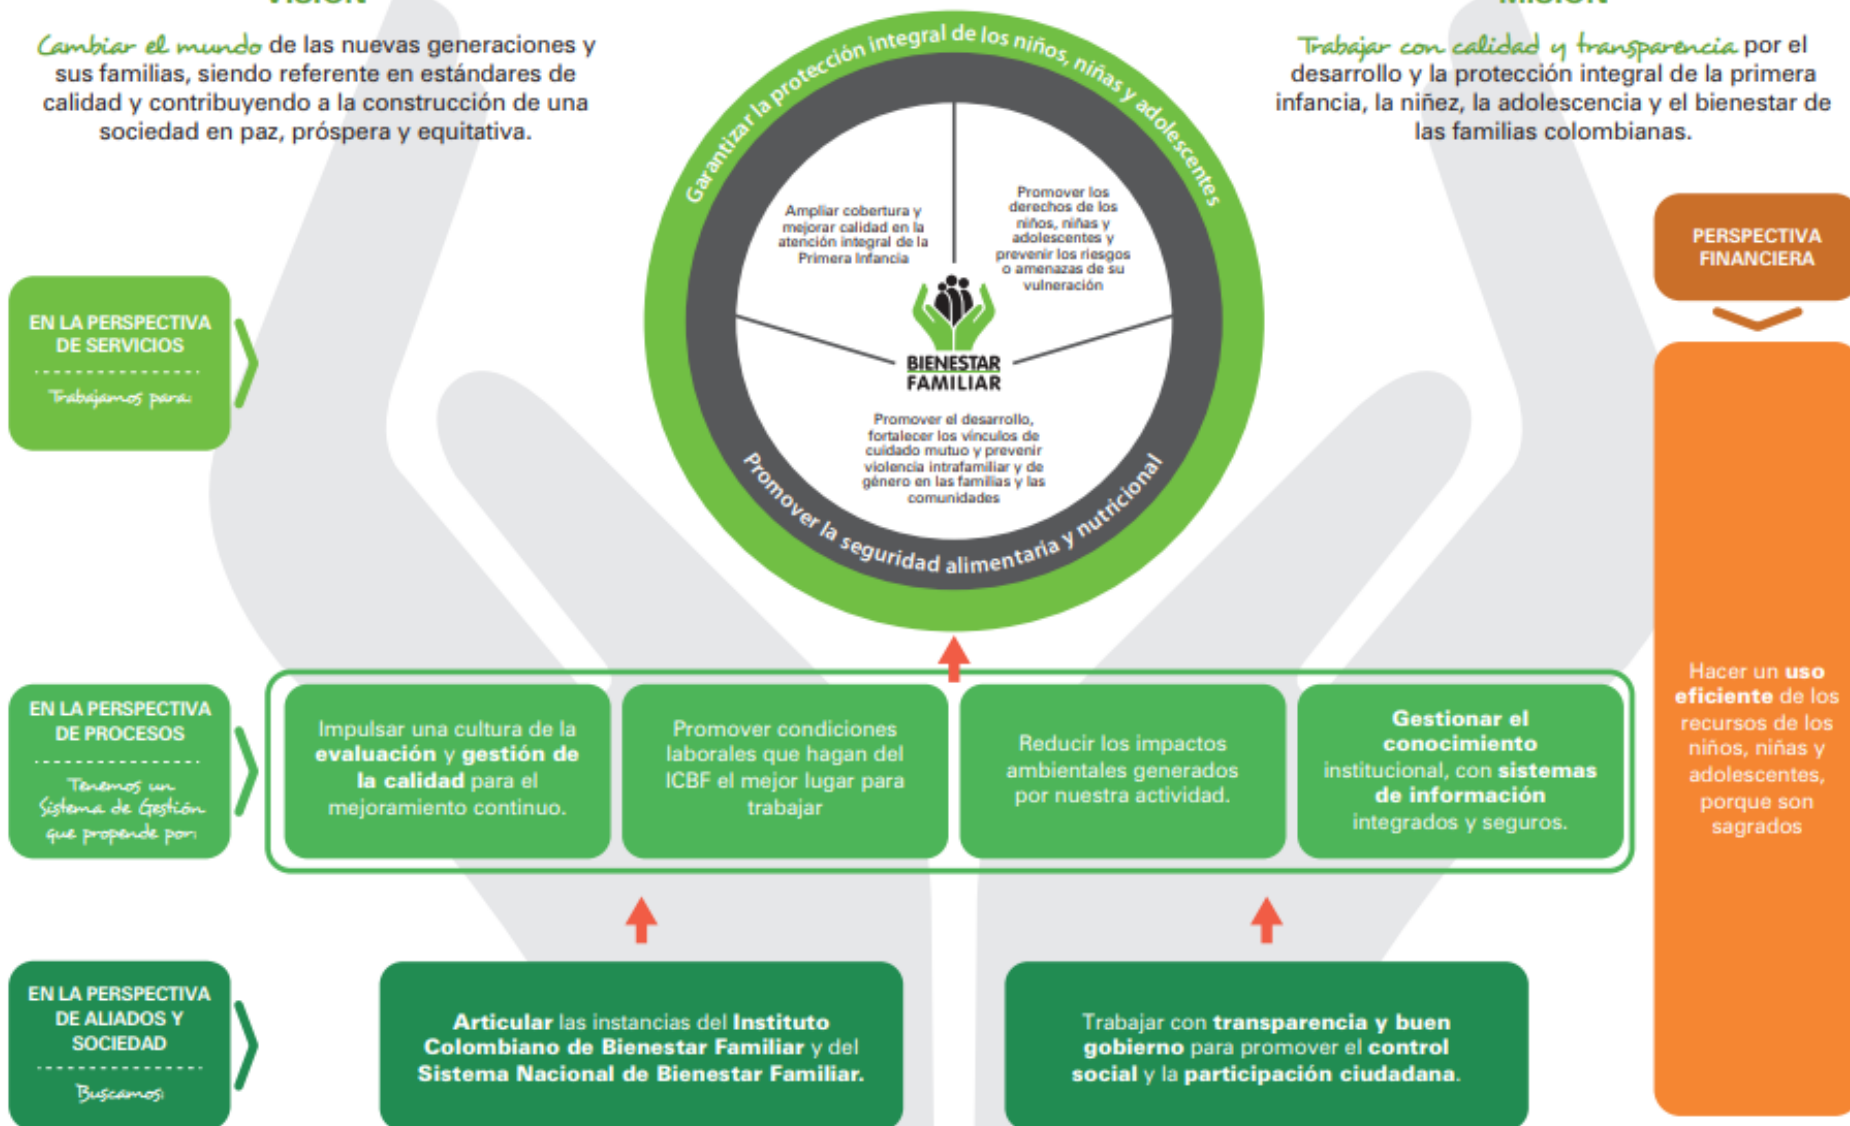 VISIÓN
Cambiar el mundo de las nuevas generaciones y
sus familias, siendo referente en estándares de
calidad y contribuyendo a la construcción de una
sociedad en paz, próspera y equitativa.
MISIÓN
Trabajar con calidad y transparencia por el
desarrollo y la protección integral de la primera
infancia, la niñez, la adolescencia y el bienestar de
las familias colombianas.
Garantizar la protección integral de los niños, niñas y adolescentes
Ampliar cobertura y
mejorar calidad en la
atención integral de la
Primera Infancia
Promover los
derechos de los
niños, niñas y
adolescentes y
prevenir los riesgos
o amenazas de su
vulneración
BIENESTAR
FAMILIAR
Promover el desarrollo,
fortalecer los vínculos de
cuidado mutuo y prevenir
violencia intrafamiliar y de
género en las familias y las
comunidades
Promover la seguridad alimentaria y nutricional
EN LA PERSPECTIVA
DE SERVICIOS
Trabajamos para:
PERSPECTIVA
FINANCIERA
Hacer un uso
eficiente de los
recursos de los
niños, niñas y
adolescentes,
porque son
sagrados
EN LA PERSPECTIVA
DE PROCESOS
Tenemos un
Sistema de Gestión
que propende por:
Impulsar una cultura de la
evaluación y gestión de
la calidad para el
mejoramiento continuo.
Promover condiciones
laborales que hagan del
ICBF el mejor lugar para
trabajar
Reducir los impactos
ambientales generados
por nuestra actividad.
Gestionar el
conocimiento
institucional, con sistemas
de información
integrados y seguros.
EN LA PERSPECTIVA
DE ALIADOS Y
SOCIEDAD
Buscamos:
Articular las instancias del Instituto
Colombiano de Bienestar Familiar y del
Sistema Nacional de Bienestar Familiar.
Trabajar con transparencia y buen
gobierno para promover el control
social y la participación ciudadana.